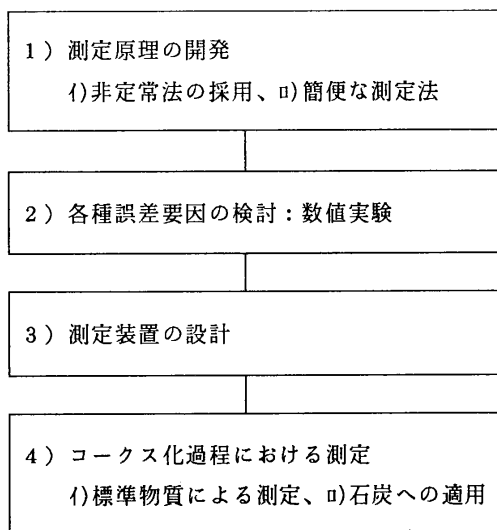 1) 測定原理の開発
ｲ)非定常法の採用、ﾛ)簡便な測定法
2) 各種誤差要因の検討：数値実験
3) 測定装置の設計
4) コークス化過程における測定
ｲ)標準物質による測定、ﾛ)石炭への適用